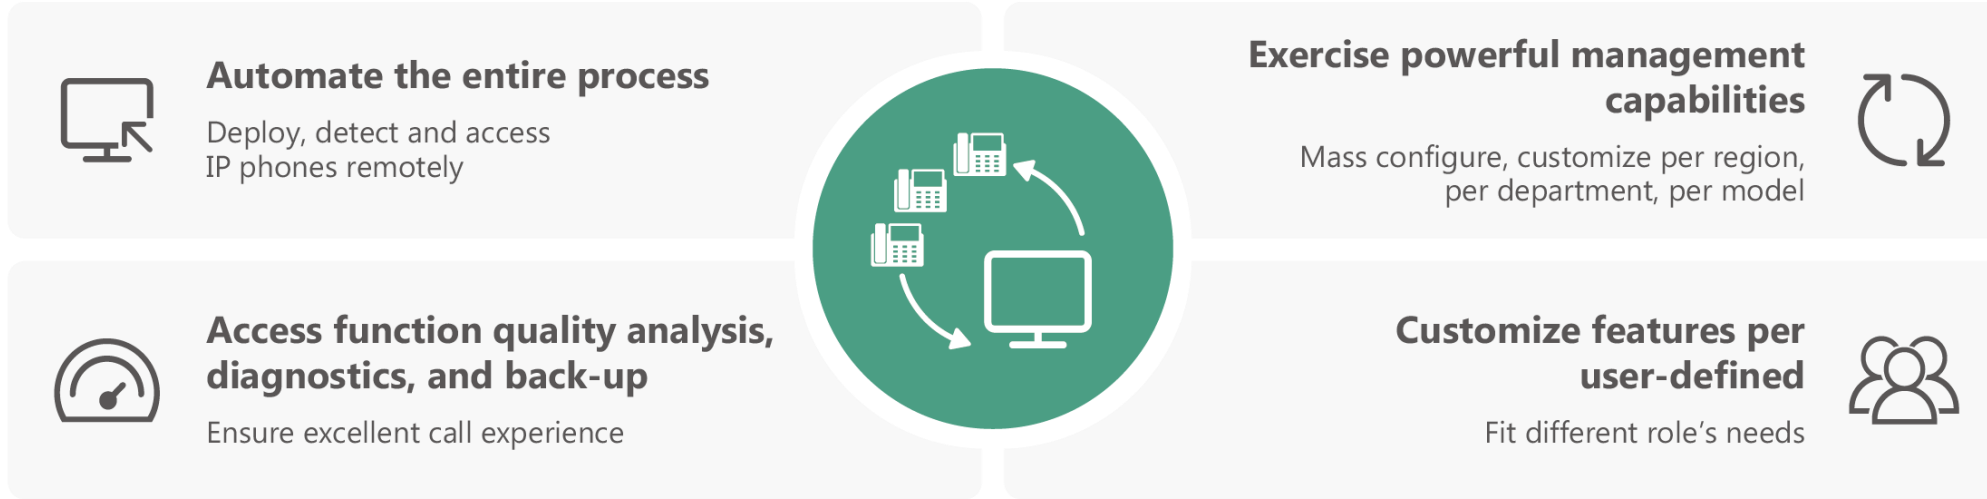 Automate the entire process
Deploy, detect and access
IP phones remotely
Exercise powerful management
capabilities
Mass configure, customize per region,
per department, per model
Access function quality analysis,
diagnostics, and back-up
Ensure excellent call experience
Customize features per
user-defined
Fit different role’s needs